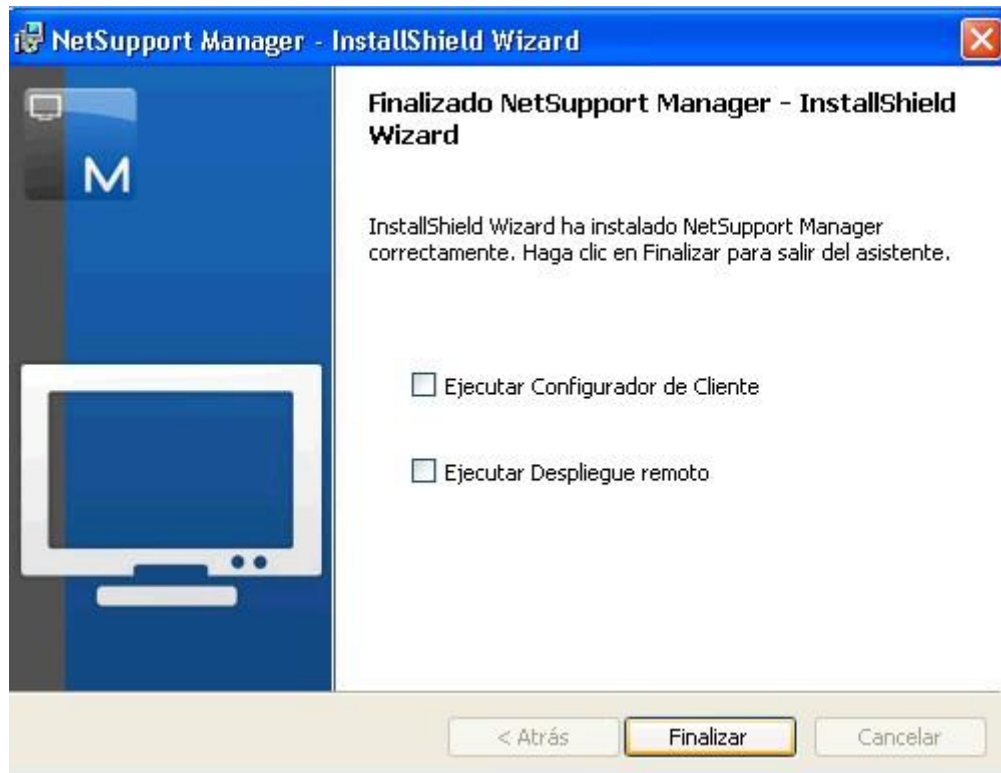 NetSupport Manager - InstallShield Wizard
M
Finalizado NetSupport Manager - InstallShield
Wizard
InstallShield Wizard ha instalado NetSupport Manager
correctamente. Haga clic en Finalizar para salir del asistente.
Ejecutar Configurador de Cliente
Ejecutar Despliegue remoto
< Atrás
Finalizar
Cancelar